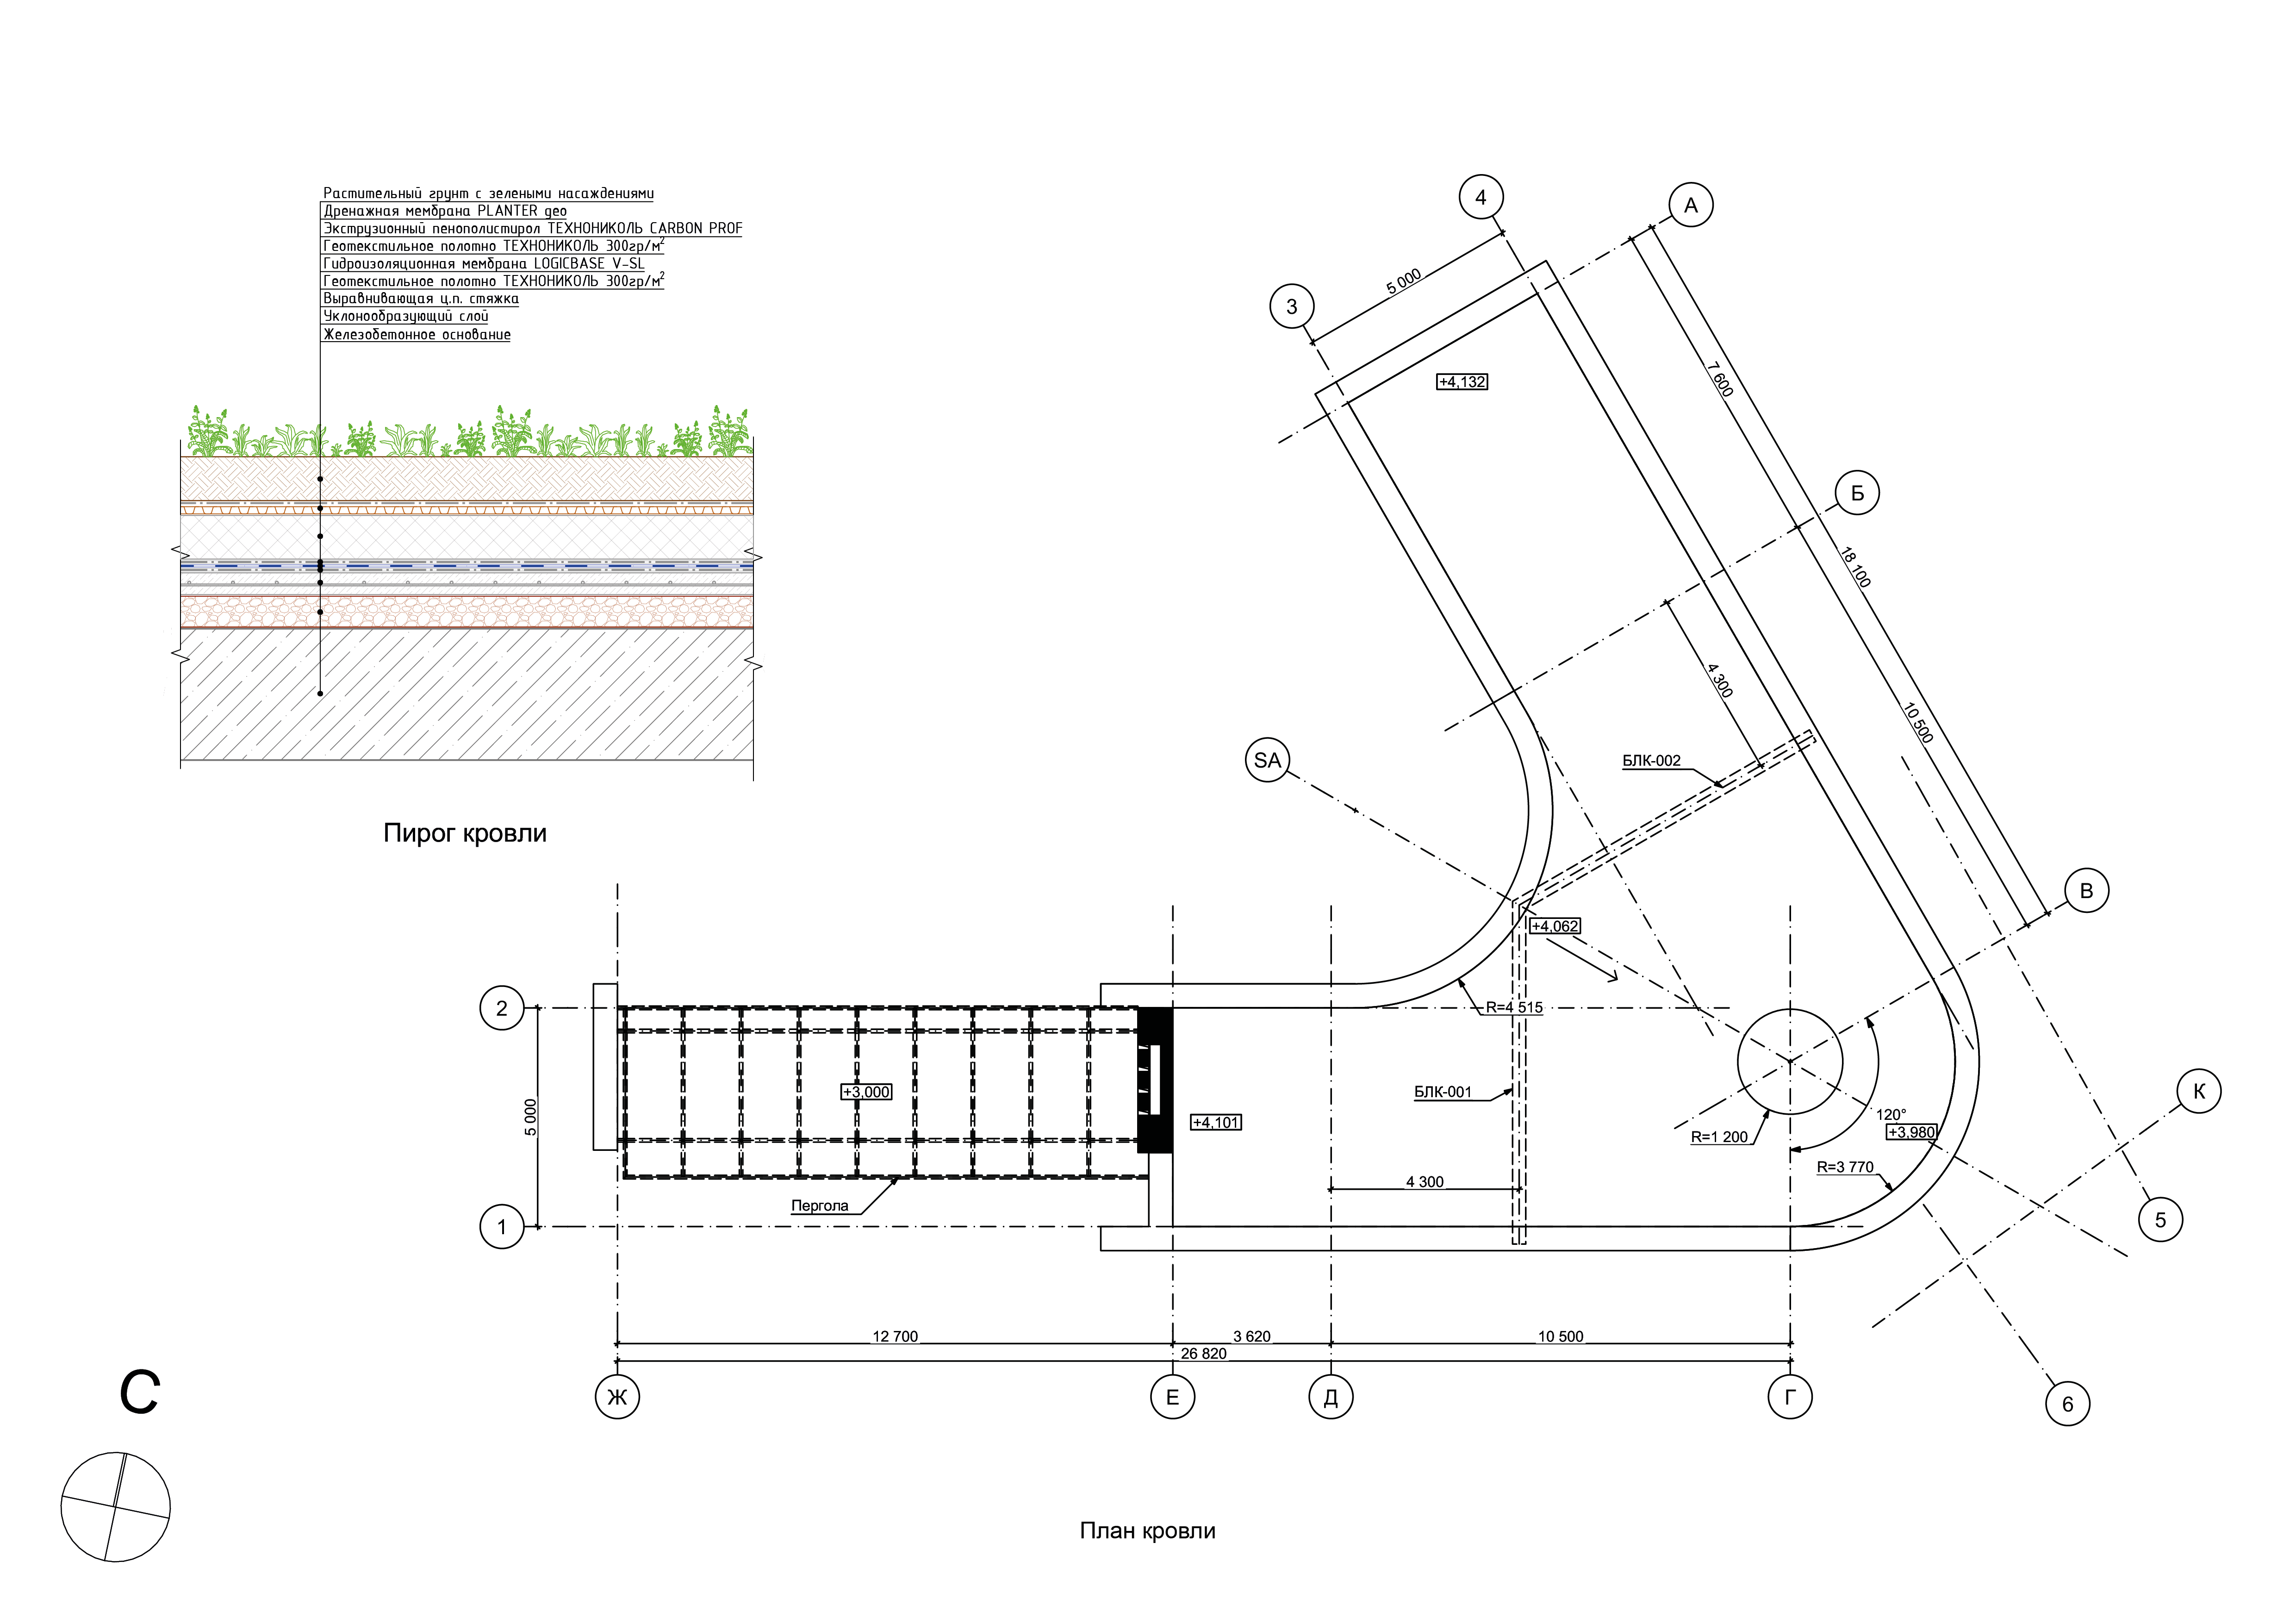 Растительный грунт с зелеными насаждениями
Дренажная мембрана PLANTER geo
Экструзионный пенополистирол ТЕХНОНИКОЛЬ CARBON PROF
Геотекстильное полотно ТЕХНОНИКОЛЬ 300гр/м²
Гидроизоляционная мембрана LOGICBASE V-SL
Геотекстильное полотно ТЕХНОНИКОЛЬ 300гр/м²
Выравнивающая ц.п. стяжка
Уклонообразующий слой
Железобетонное основание
Пирог кровли
4
А
3
5 000
+4,132
7 600
Б
18 100
4 300
10 500
SA
БЛК-002
В
+4,062
2
R=4 515
5 000
+3,000
БЛК-001
+4,101
К
120°
+3,980
R=1 200
R=3 770
4 300
Пергола
1
5
12 700
3 620
10 500
26 820
Ж
Е
Д
Г
6
С
План кровли